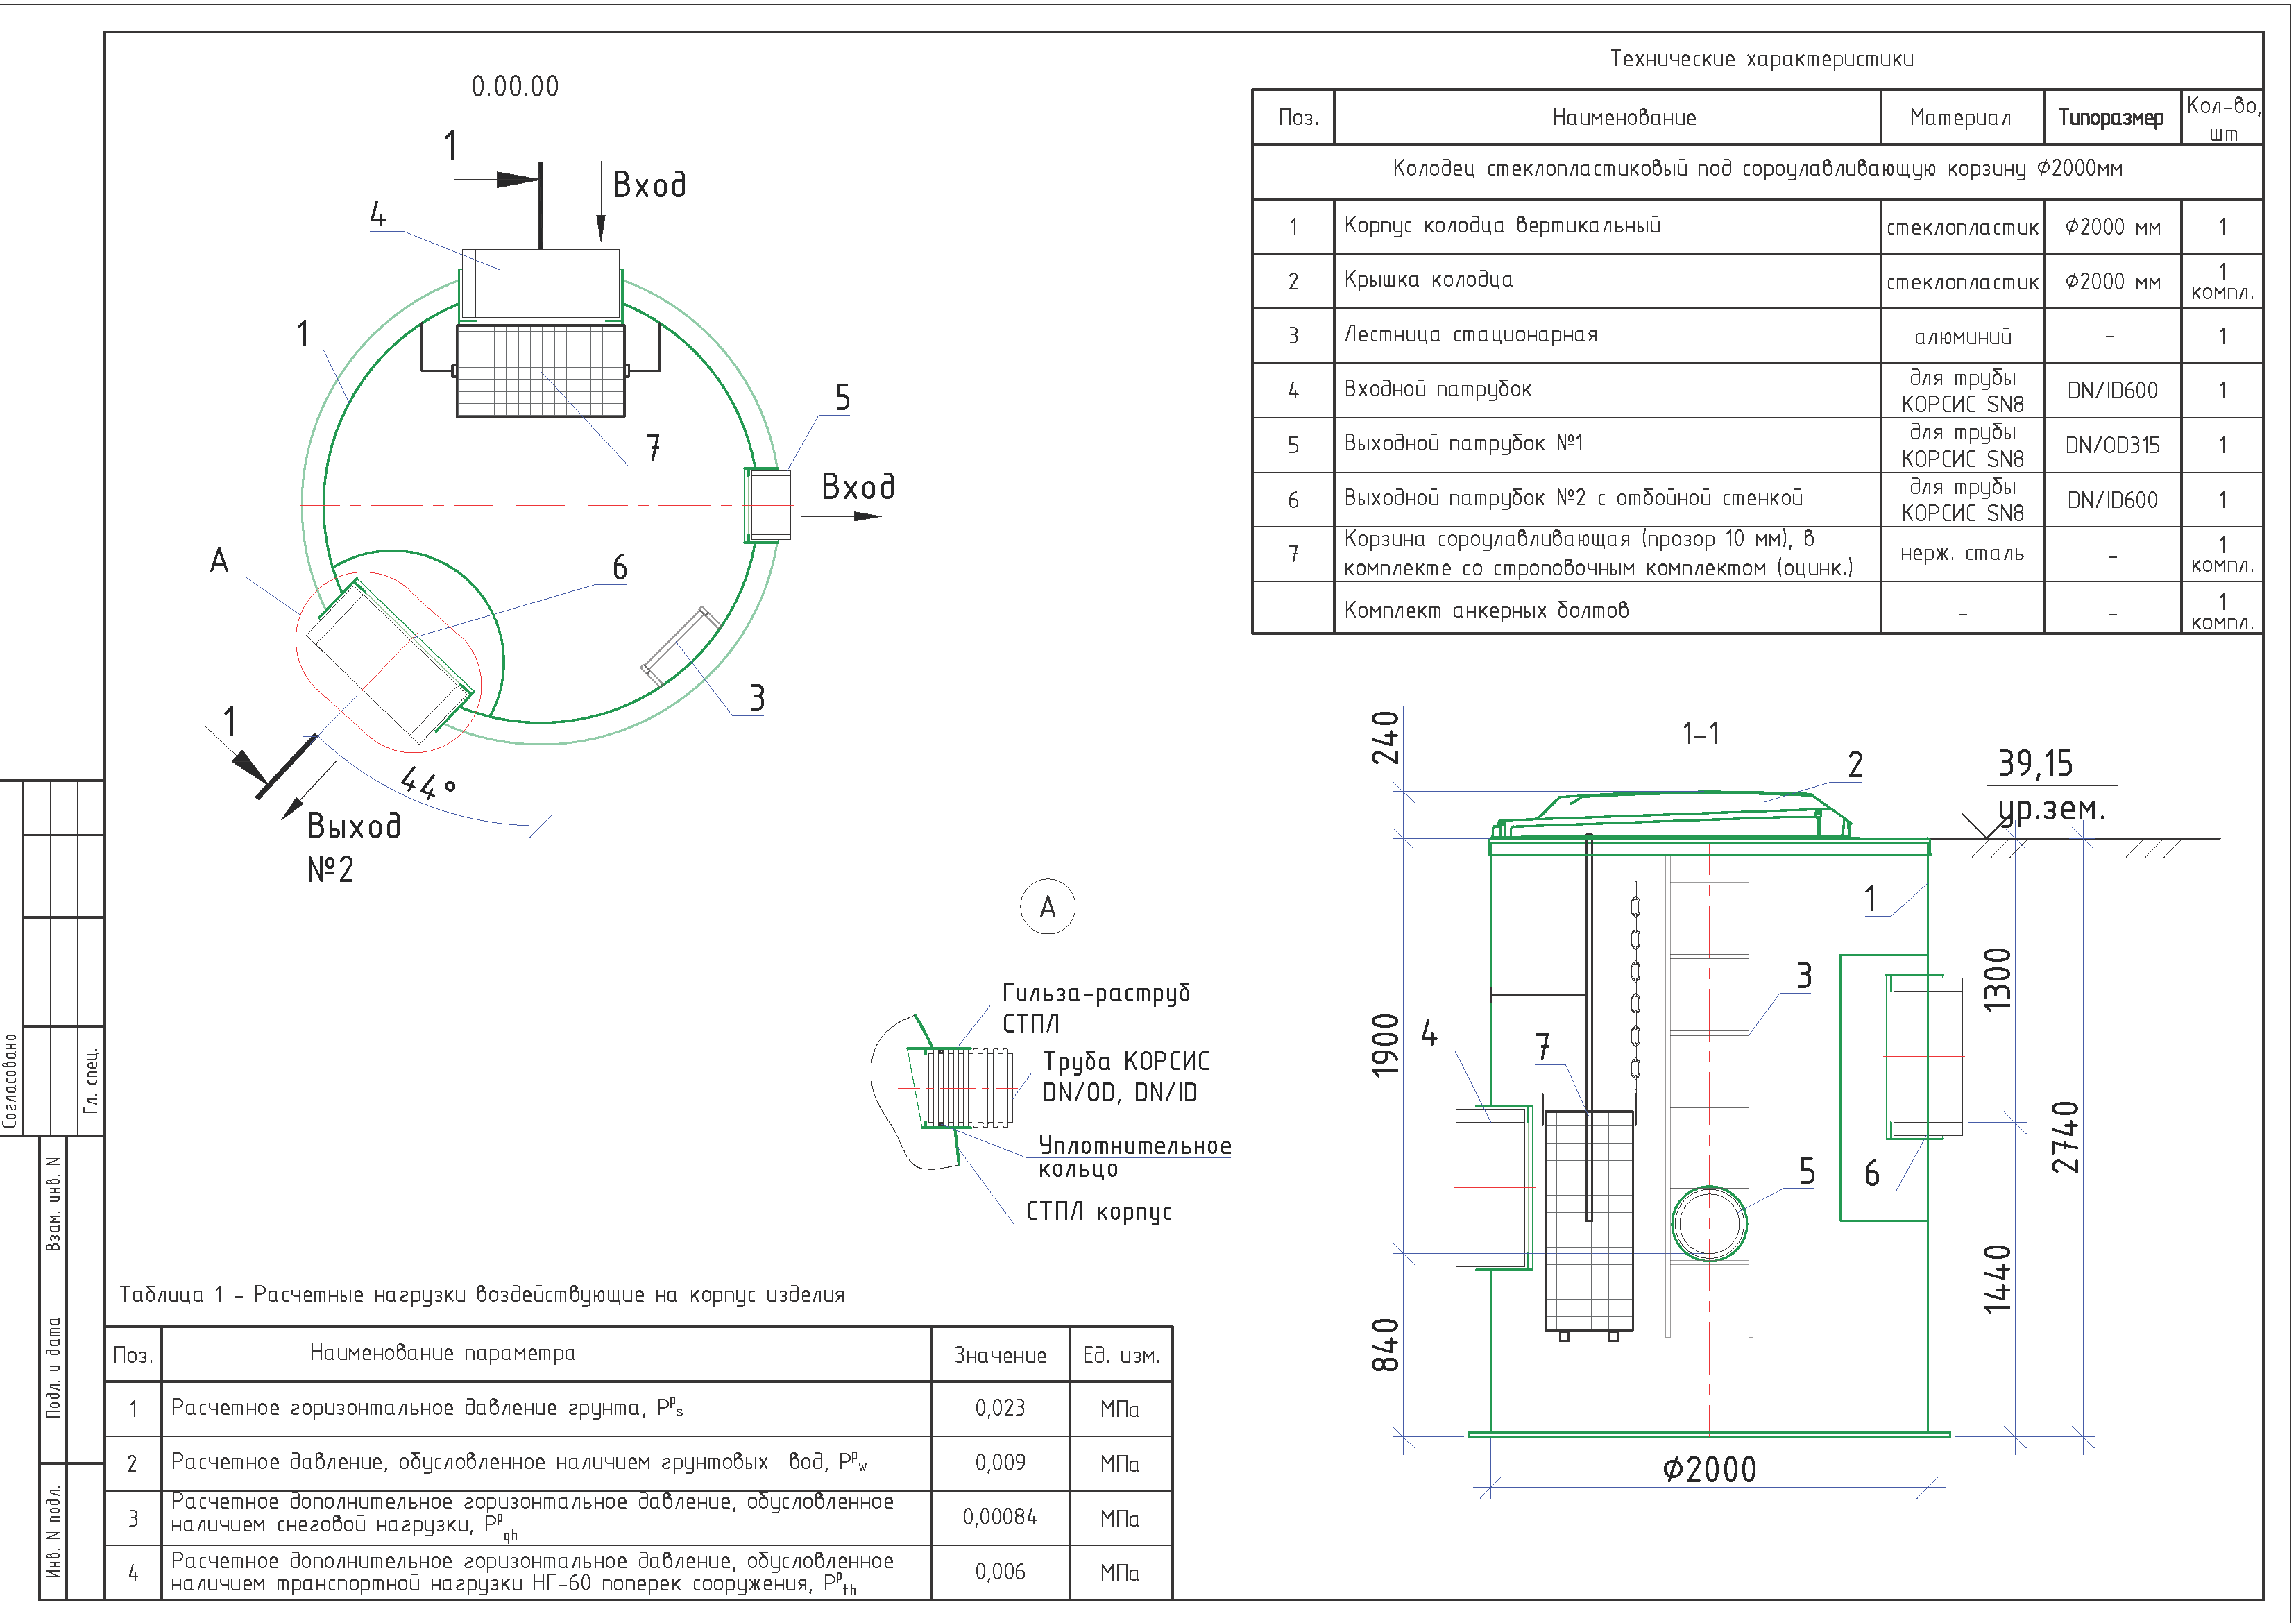 0.00.00
1
Вход
4
1
5
7
Вход
А
6
3
1
44°
Выход
№2
Технические характеристики
Поз. Наименование Материал Типоразмер Кол-во, шт
Колодец стеклопластиковый под сороулавливающую корзину ⌀2000мм
1 Корпус колодца вертикальный стеклопластик ⌀2000 мм 1
2 Крышка колодца стеклопластик ⌀2000 мм 1 компл.
3 Лестница стационарная алюминий - 1
4 Входной патрубок для трубы КОРСИС SN8 DN/ID600 1
5 Выходной патрубок №1 для трубы КОРСИС SN8 DN/OD315 1
6 Выходной патрубок №2 с отбойной стенкой для трубы КОРСИС SN8 DN/ID600 1
7 Корзина сороулавливающая (прозор 10 мм), в
комплекте со строповочным комплектом (оцинк.) нерж. сталь - 1 компл.
Комплект анкерных болтов - - 1 компл.
1-1
240
2
39,15
ур.зем.
1
3
1300
1900
4
7
2740
5
6
1440
840
⌀2000
А
Гильза-раструб
СТПЛ
Труба КОРСИС
DN/OD, DN/ID
Уплотнительное
кольцо
СТПЛ корпус
Таблица 1 - Расчетные нагрузки воздействующие на корпус изделия
Поз. Наименование параметра Значение Ед. изм.
1 Расчетное горизонтальное давление грунта, Pᵖs 0,023 МПа
2 Расчетное давление, обусловленное наличием грунтовых вод, Pᵖw 0,009 МПа
3 Расчетное дополнительное горизонтальное давление, обусловленное
наличием снеговой нагрузки, Pᵖqh 0,00084 МПа
4 Расчетное дополнительное горизонтальное давление, обусловленное
наличием транспортной нагрузки НГ-60 поперек сооружения, Pᵖth 0,006 МПа
Согласовано
Гл. спец.
Взам. инв. N
Подл. и дата
Инв. N подл.